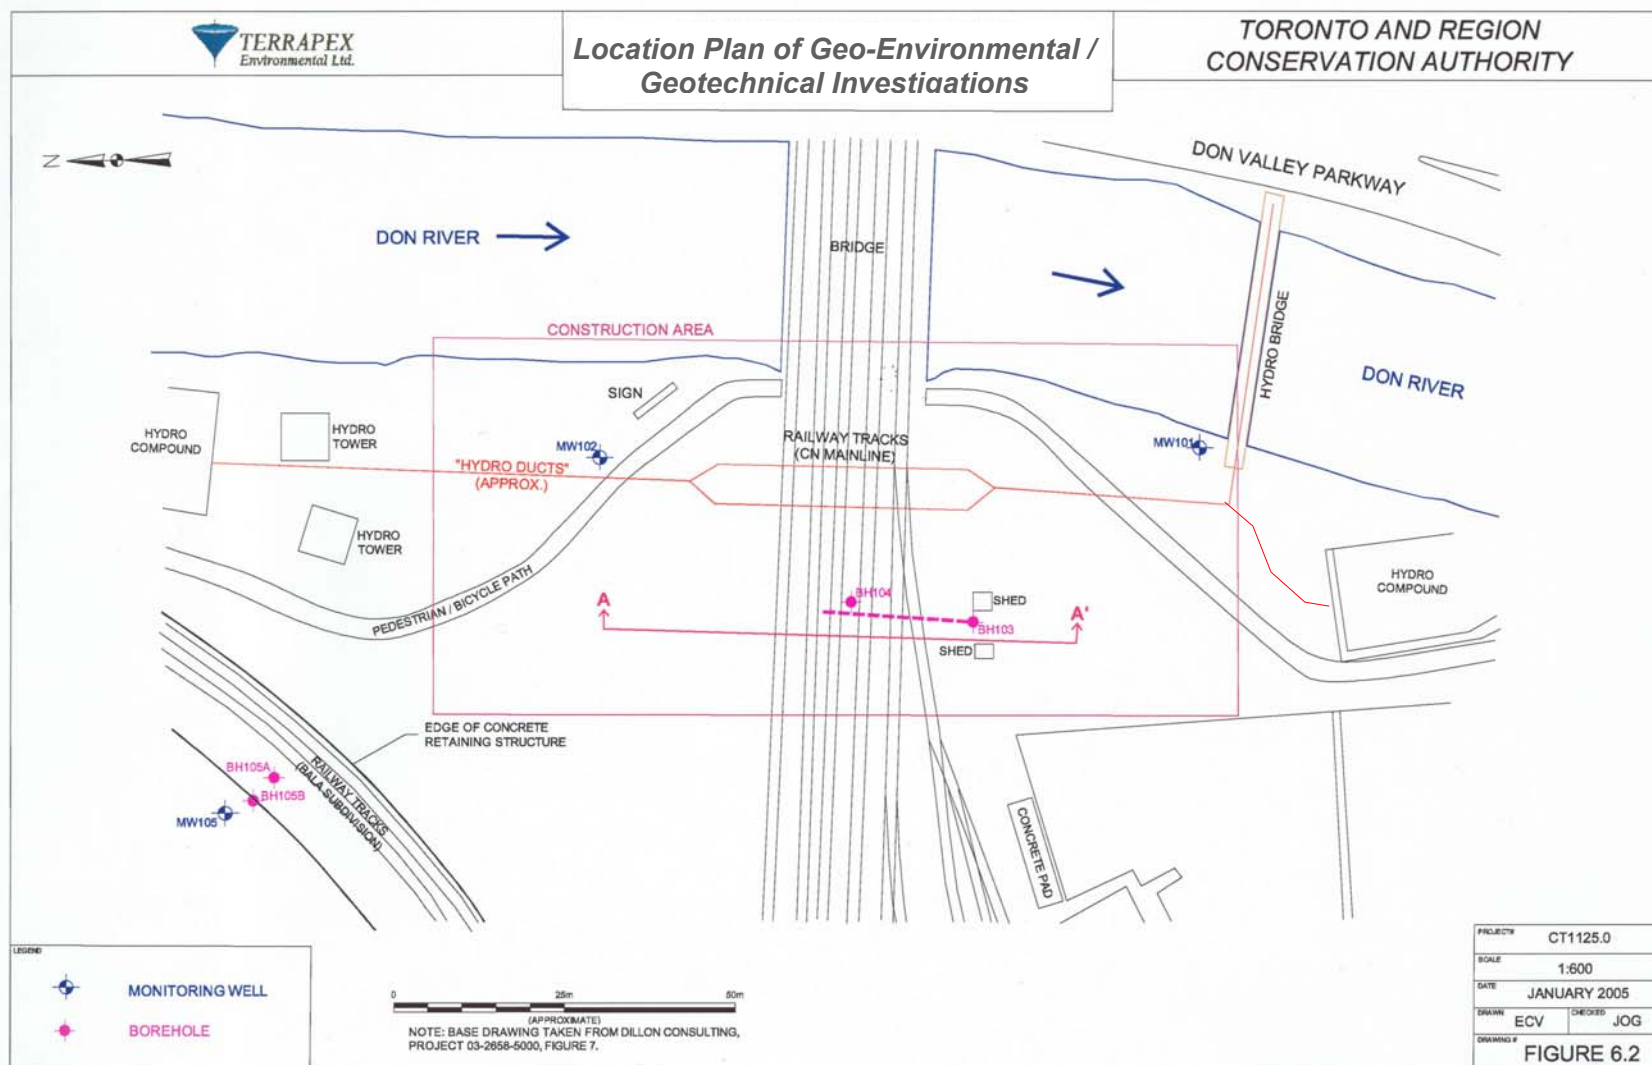 TERRAPEX
Environmental Ltd.
Location Plan of Geo-Environmental /
Geotechnical Investigations
TORONTO AND REGION
CONSERVATION AUTHORITY
N
DON VALLEY PARKWAY
DON RIVER
BRIDGE
HYDRO BRIDGE
CONSTRUCTION AREA
DON RIVER
SIGN
HYDRO
COMPOUND
HYDRO
TOWER
MW102
RAILWAY TRACKS
(CN MAINLINE)
MW101
"HYDRO DUCTS"
(APPROX.)
HYDRO
TOWER
HYDRO
COMPOUND
PEDESTRIAN / BICYCLE PATH
A
BH104
SHED
A'
BH103
SHED
EDGE OF CONCRETE
RETAINING STRUCTURE
RAILWAY TRACKS
(BALA SUBDIVISION)
BH105A
BH105B
MW105
CONCRETE PAD
LEGEND
MONITORING WELL
BOREHOLE
0 25m 50m
(APPROXIMATE)
NOTE: BASE DRAWING TAKEN FROM DILLON CONSULTING,
PROJECT 03-2658-5000, FIGURE 7.
PROJECT# CT1125.0
SCALE 1:600
DATE JANUARY 2005
DRAWN ECV CHECKED JOG
DRAWING # FIGURE 6.2